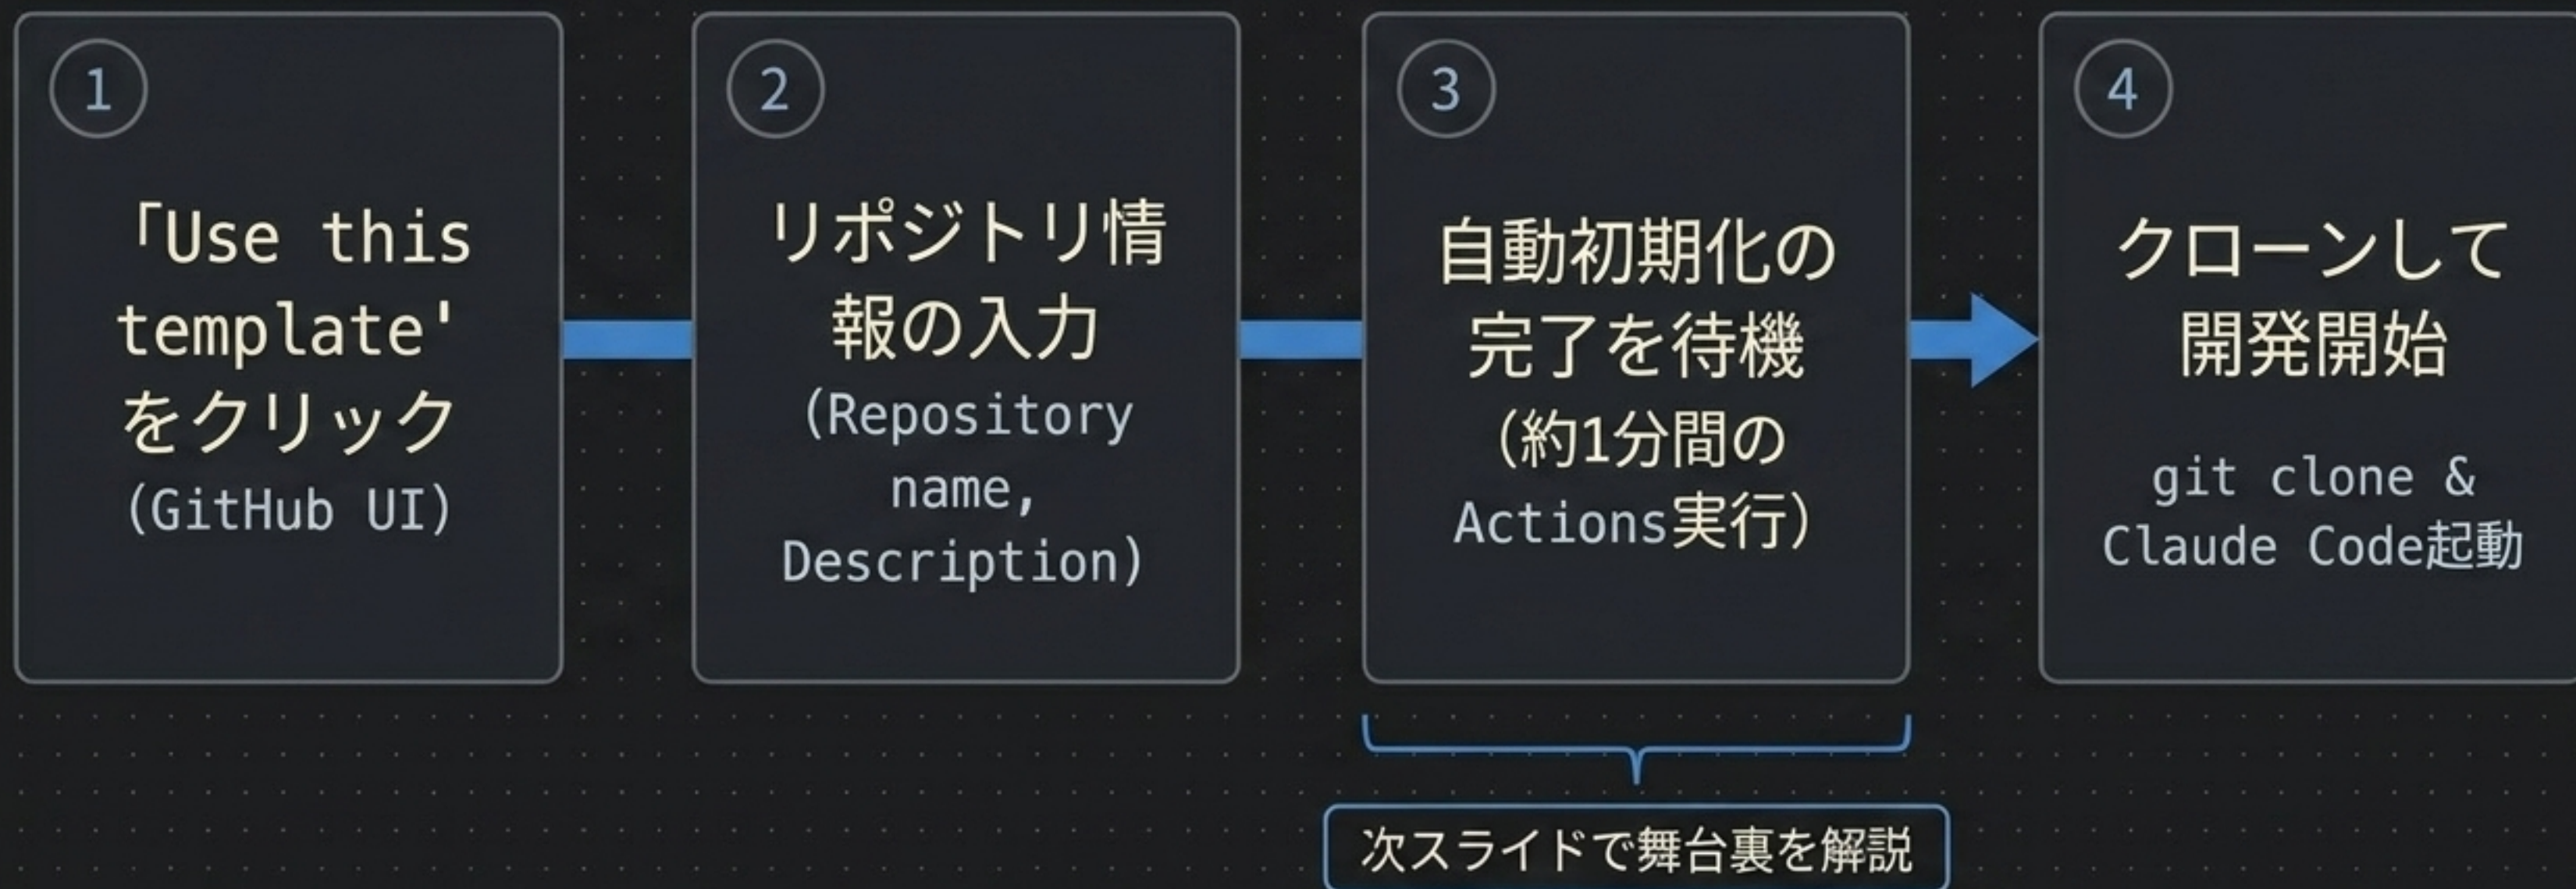 1
「Use this
template'
をクリック
(GitHub UI)
2
リポジトリ情
報の入力
(Repository
name,
Description)
3
自動初期化の
完了を待機
（約1分間の
Actions実行）
4
クローンして
開発開始
git clone &
Claude Code起動
次スライドで舞台裏を解説